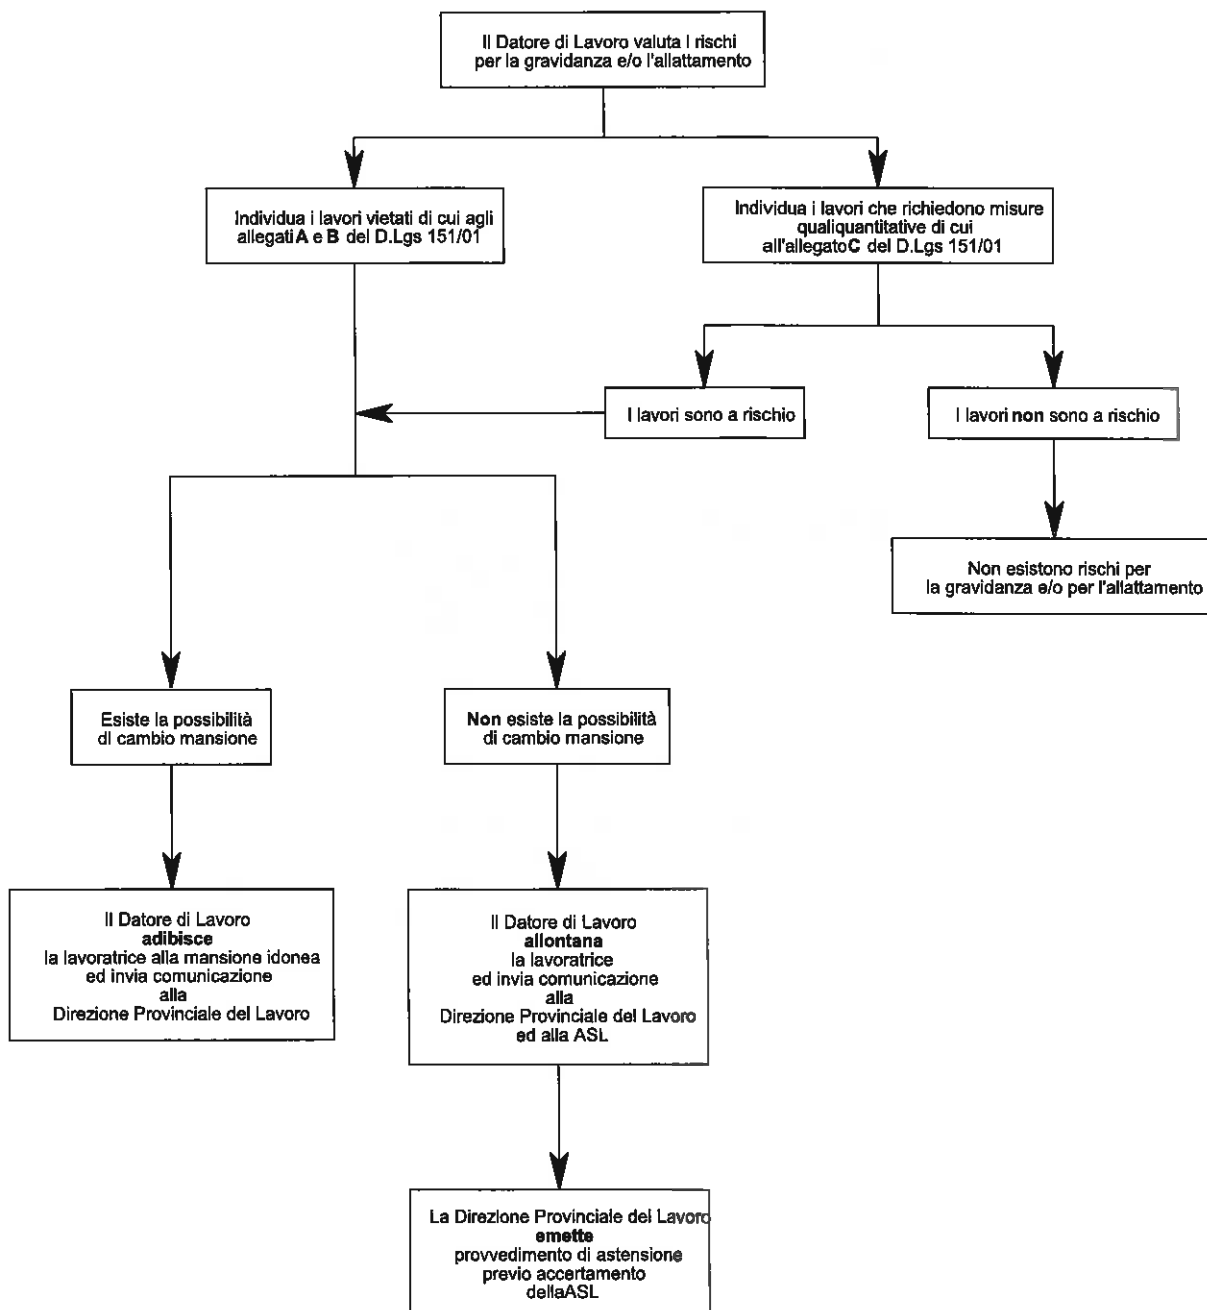 Il Datore di Lavoro valuta i rischi
per la gravidanza e/o l'allattamento
Individua i lavori vietati di cui agli
allegati A e B del D.Lgs 151/01
Individua i lavori che richiedono misure
qualiquantitative di cui
all'allegato C del D.Lgs 151/01
I lavori sono a rischio
I lavori non sono a rischio
Non esistono rischi per
la gravidanza e/o per l'allattamento
Esiste la possibilità
di cambio mansione
Non esiste la possibilità
di cambio mansione
Il Datore di Lavoro
adibisce
la lavoratrice alla mansione idonea
ed invia comunicazione
alla
Direzione Provinciale del Lavoro
Il Datore di Lavoro
allontana
la lavoratrice
ed invia comunicazione
alla
Direzione Provinciale del Lavoro
ed alla ASL
La Direzione Provinciale del Lavoro
emette
provvedimento di astensione
previo accertamento
dellaASL